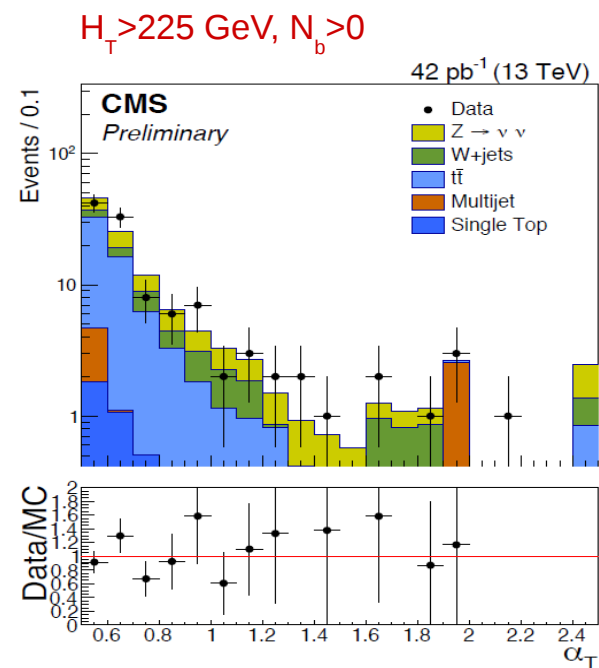 H_T>225 GeV, N_b>0
42 pb⁻¹ (13 TeV)
CMS
Preliminary
Data
Z → ν ν
W+jets
tt̄
Multijet
Single Top
Events / 0.1
10²
10
1
Data/MC
2
1.8
1.6
1.4
1.2
1
0.8
0.6
0.4
0.2
0
0.6 0.8 1 1.2 1.4 1.6 1.8 2 2.2 2.4
α_T